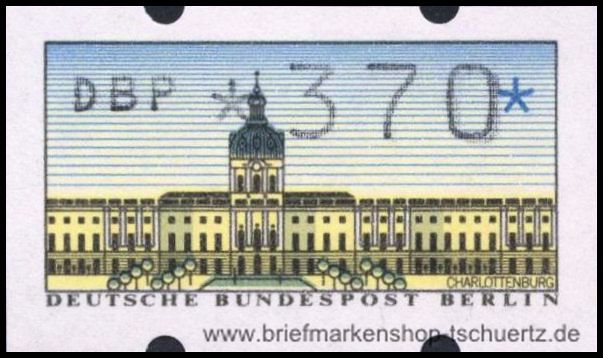 DBP *370*
CHARLOTTENBURG
DEUTSCHE BUNDESPOST BERLIN
www.briefmarkenshop-tschuertz.de